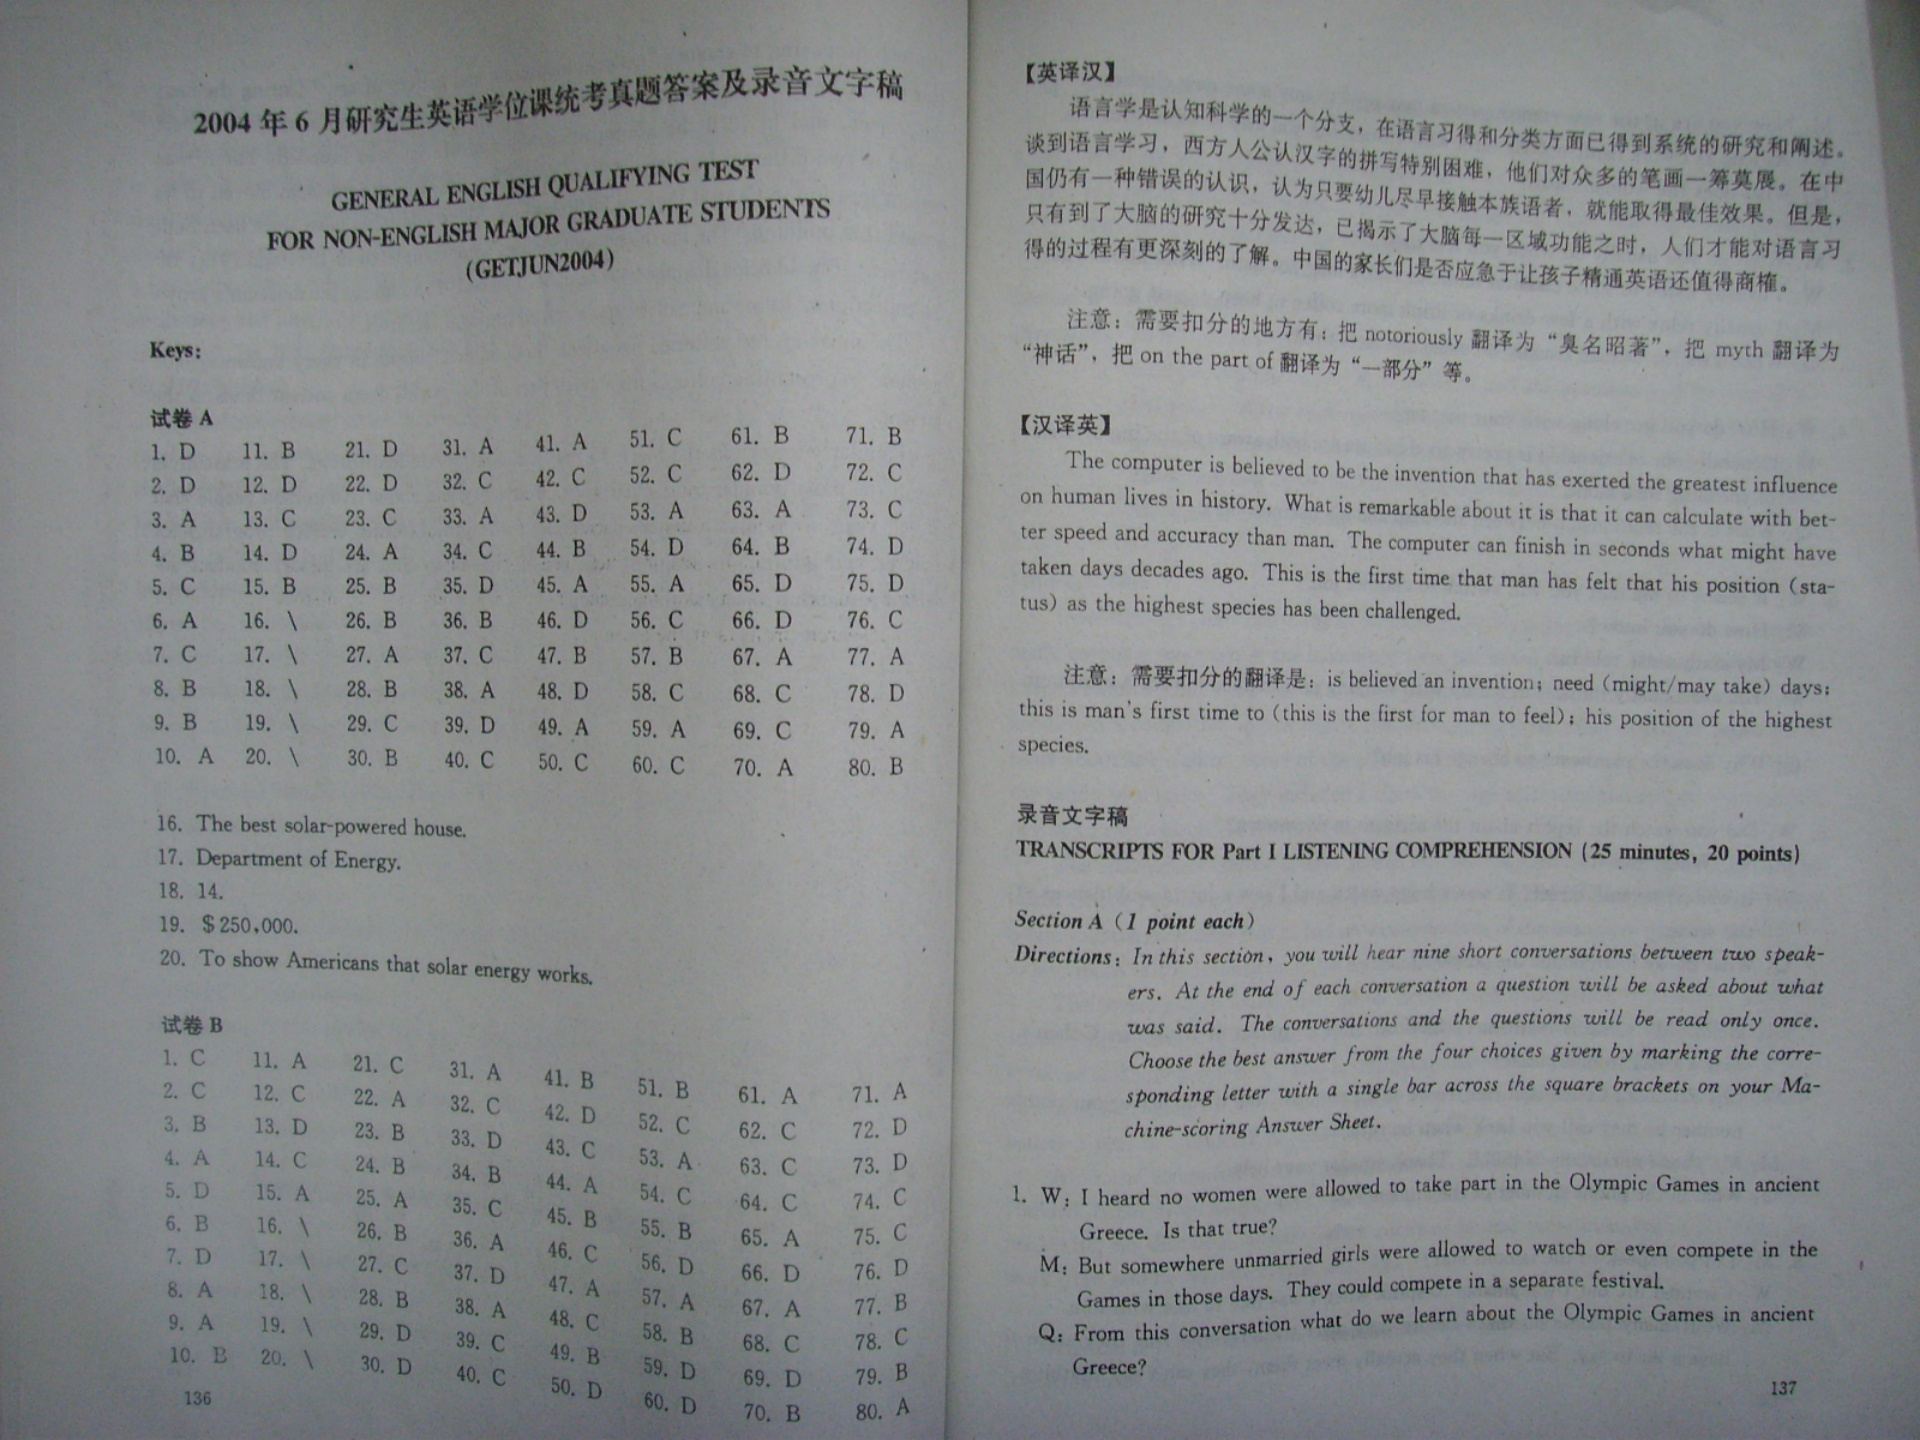 2004 年 6 月研究生英语学位课统考真题答案及录音文字稿
GENERAL ENGLISH QUALIFYING TEST
FOR NON-ENGLISH MAJOR GRADUATE STUDENTS
(GETJUN2004)
Keys:
试卷 A
1. D 11. B 21. D 31. A 41. A 51. C 61. B 71. B
2. D 12. D 22. D 32. C 42. C 52. C 62. D 72. C
3. A 13. C 23. C 33. A 43. D 53. A 63. A 73. C
4. B 14. D 24. A 34. C 44. B 54. D 64. B 74. D
5. C 15. B 25. B 35. D 45. A 55. A 65. D 75. D
6. A 16. \ 26. B 36. B 46. D 56. C 66. D 76. C
7. C 17. \ 27. A 37. C 47. B 57. B 67. A 77. A
8. B 18. \ 28. B 38. A 48. D 58. C 68. C 78. D
9. B 19. \ 29. C 39. D 49. A 59. A 69. C 79. A
10. A 20. \ 30. B 40. C 50. C 60. C 70. A 80. B
16. The best solar-powered house.
17. Department of Energy.
18. 14.
19. $250,000.
20. To show Americans that solar energy works.
试卷 B
1. C 11. A 21. C 31. A 41. B 51. B 61. A 71. A
2. C 12. C 22. A 32. C 42. D 52. C 62. C 72. D
3. B 13. D 23. B 33. D 43. C 53. A 63. C 73. D
4. A 14. C 24. B 34. B 44. A 54. C 64. C 74. C
5. D 15. A 25. A 35. C 45. B 55. B 65. A 75. C
6. B 16. \ 26. B 36. A 46. C 56. D 66. D 76. D
7. D 17. \ 27. C 37. D 47. A 57. A 67. A 77. B
8. A 18. \ 28. B 38. A 48. C 58. B 68. C 78. C
9. A 19. \ 29. D 39. C 49. B 59. D 69. D 79. B
10. B 20. \ 30. D 40. C 50. D 60. D 70. B 80. A
136
【英译汉】
语言学是认知科学的一个分支，在语言习得和分类方面已得到系统的研究和阐述。
谈到语言学习，西方人公认汉字的拼写特别困难，他们对众多的笔画一筹莫展。在中
国仍有一种错误的认识，认为只要幼儿尽早接触本族语者，就能取得最佳效果。但是，
只有到了大脑的研究十分发达，已揭示了大脑每一区域功能之时，人们才能对语言习
得的过程有更深刻的了解。中国的家长们是否应急于让孩子精通英语还值得商榷。
注意：需要扣分的地方有：把 notoriously 翻译为“臭名昭著”，把 myth 翻译为
“神话”，把 on the part of 翻译为“一部分”等。
【汉译英】
The computer is believed to be the invention that has exerted the greatest influence
on human lives in history. What is remarkable about it is that it can calculate with bet-
ter speed and accuracy than man. The computer can finish in seconds what might have
taken days decades ago. This is the first time that man has felt that his position (sta-
tus) as the highest species has been challenged.
注意：需要扣分的翻译是：is believed an invention; need (might/may take) days;
this is man's first time to (this is the first for man to feel); his position of the highest
species.
录音文字稿
TRANSCRIPTS FOR Part I LISTENING COMPREHENSION (25 minutes, 20 points)
Section A (1 point each)
Directions: In this section, you will hear nine short conversations between two speak-
ers. At the end of each conversation a question will be asked about what
was said. The conversations and the questions will be read only once.
Choose the best answer from the four choices given by marking the corre-
sponding letter with a single bar across the square brackets on your Ma-
chine-scoring Answer Sheet.
1. W: I heard no women were allowed to take part in the Olympic Games in ancient
Greece. Is that true?
M: But somewhere unmarried girls were allowed to watch or even compete in the
Games in those days. They could compete in a separate festival.
Q: From this conversation what do we learn about the Olympic Games in ancient
Greece?
137